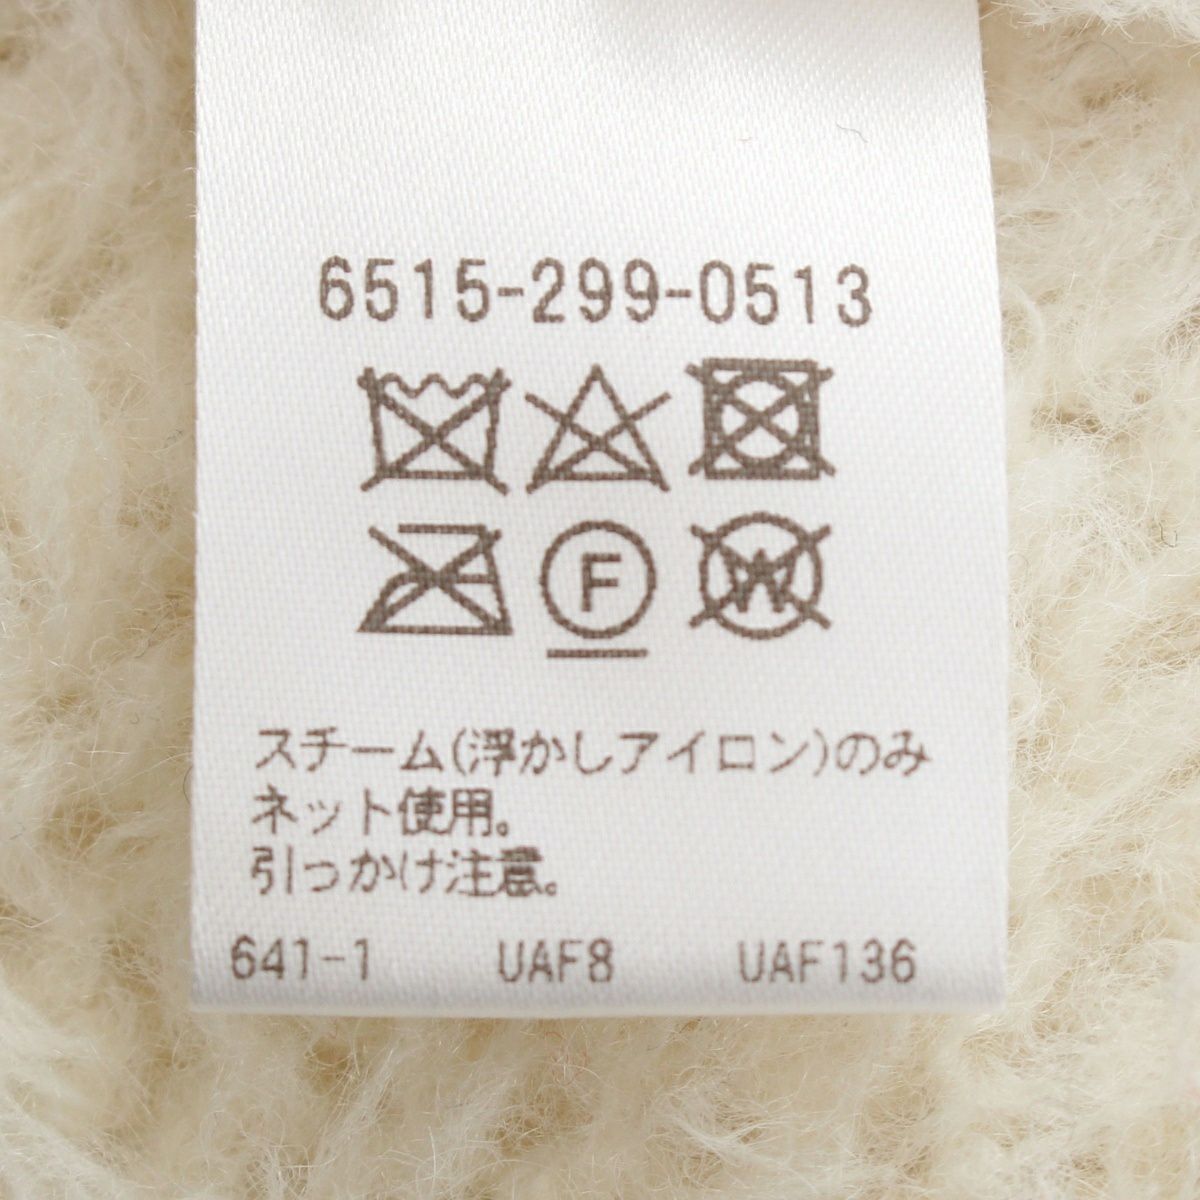 6515-299-0513
F
W
スチーム(浮かしアイロン)のみ
ネット使用。
引っかけ注意。
641-1 UAF8 UAF136